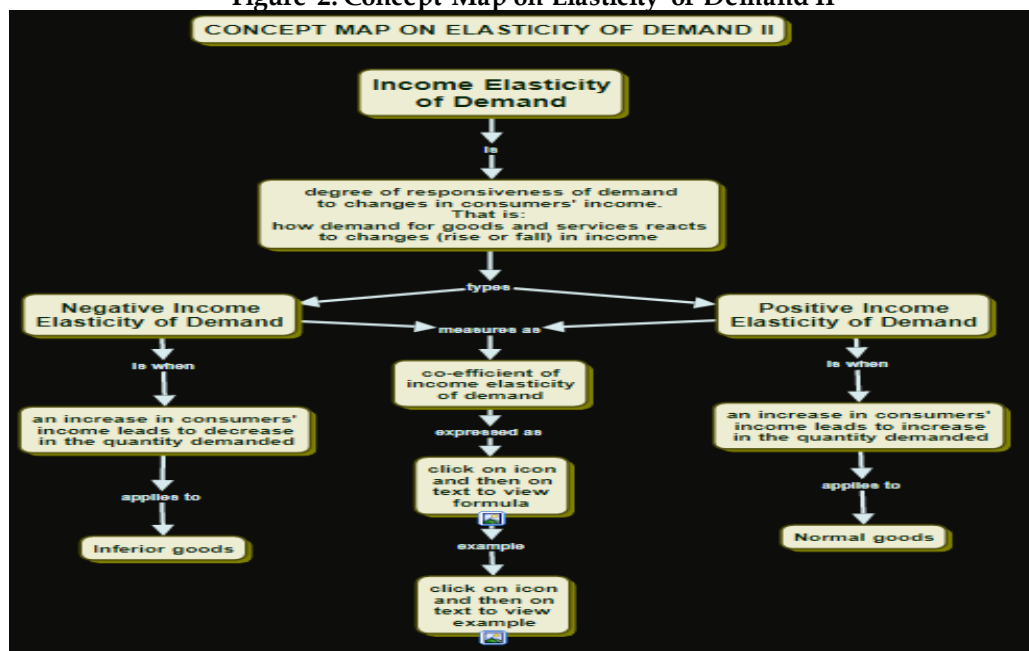 Figure 2. Concept Map on Elasticity of Demand II
CONCEPT MAP ON ELASTICITY OF DEMAND II
Income Elasticity
of Demand
is
degree of responsiveness of demand
to changes in consumers' income.
That is:
how demand for goods and services reacts
to changes (rise or fall) in income
types
Negative Income
Elasticity of Demand
Positive Income
Elasticity of Demand
measures as
is when
is when
co-efficient of
income elasticity
of demand
an increase in consumers'
income leads to decrease
in the quantity demanded
an increase in consumers'
income leads to increase
in the quantity demanded
expressed as
click on icon
and then on
text to view
formula
applies to
applies to
Inferior goods
Normal goods
example
click on icon
and then on
text to view
example